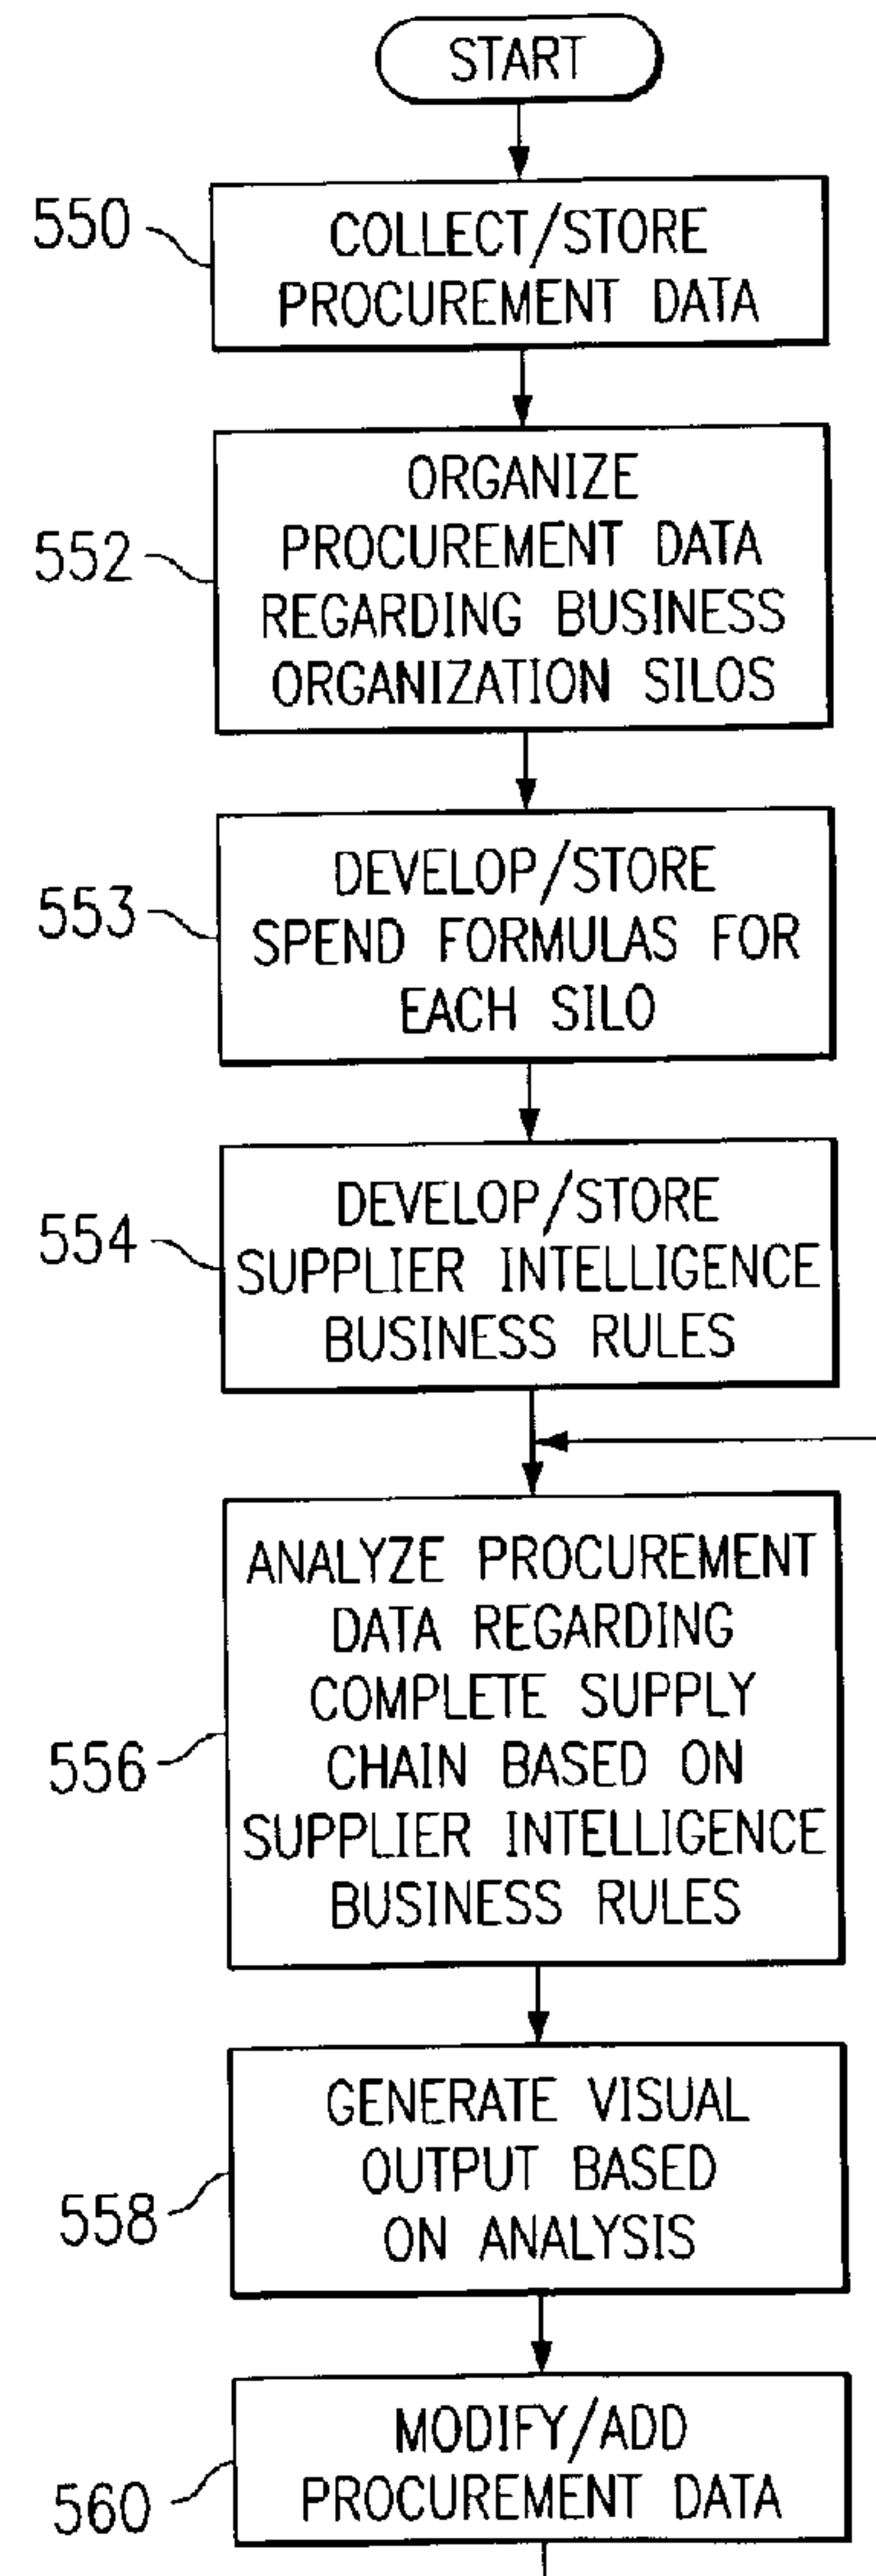 START
550
COLLECT/STORE
PROCUREMENT DATA
552
ORGANIZE
PROCUREMENT DATA
REGARDING BUSINESS
ORGANIZATION SILOS
553
DEVELOP/STORE
SPEND FORMULAS FOR
EACH SILO
554
DEVELOP/STORE
SUPPLIER INTELLIGENCE
BUSINESS RULES
556
ANALYZE PROCUREMENT
DATA REGARDING
COMPLETE SUPPLY
CHAIN BASED ON
SUPPLIER INTELLIGENCE
BUSINESS RULES
558
GENERATE VISUAL
OUTPUT BASED
ON ANALYSIS
560
MODIFY/ADD
PROCUREMENT DATA